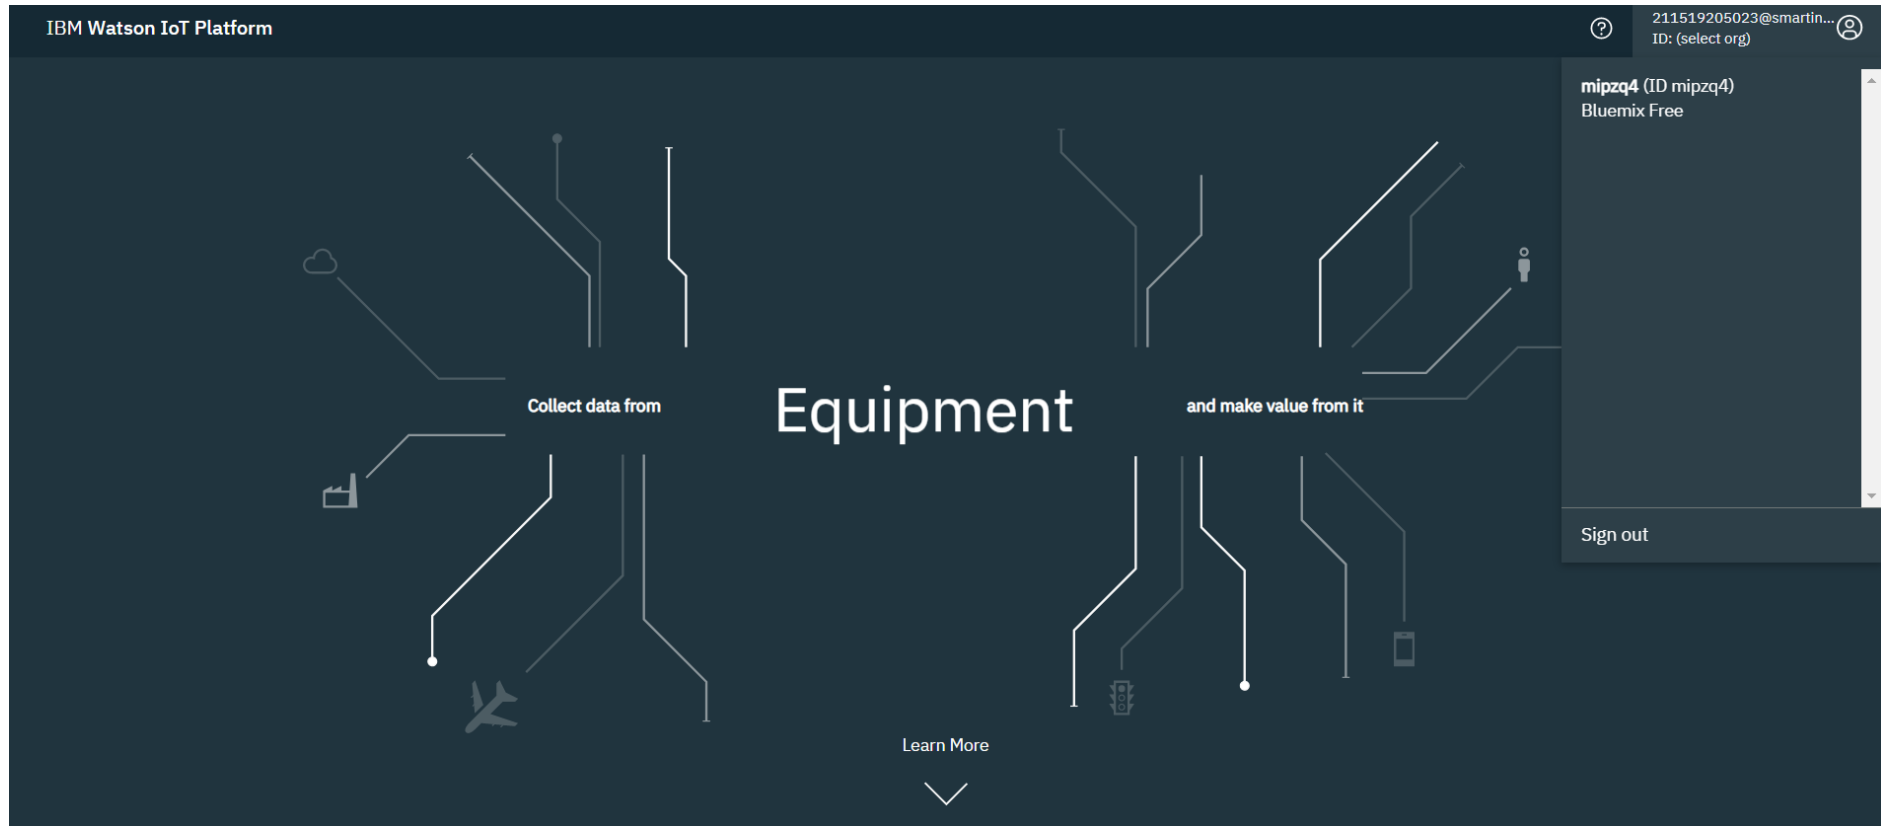 IBM Watson IoT Platform
211519205023@smartin...
ID: (select org)
mipzq4 (ID mipzq4)
Bluemix Free
Collect data from
Equipment
and make value from it
Sign out
Learn More